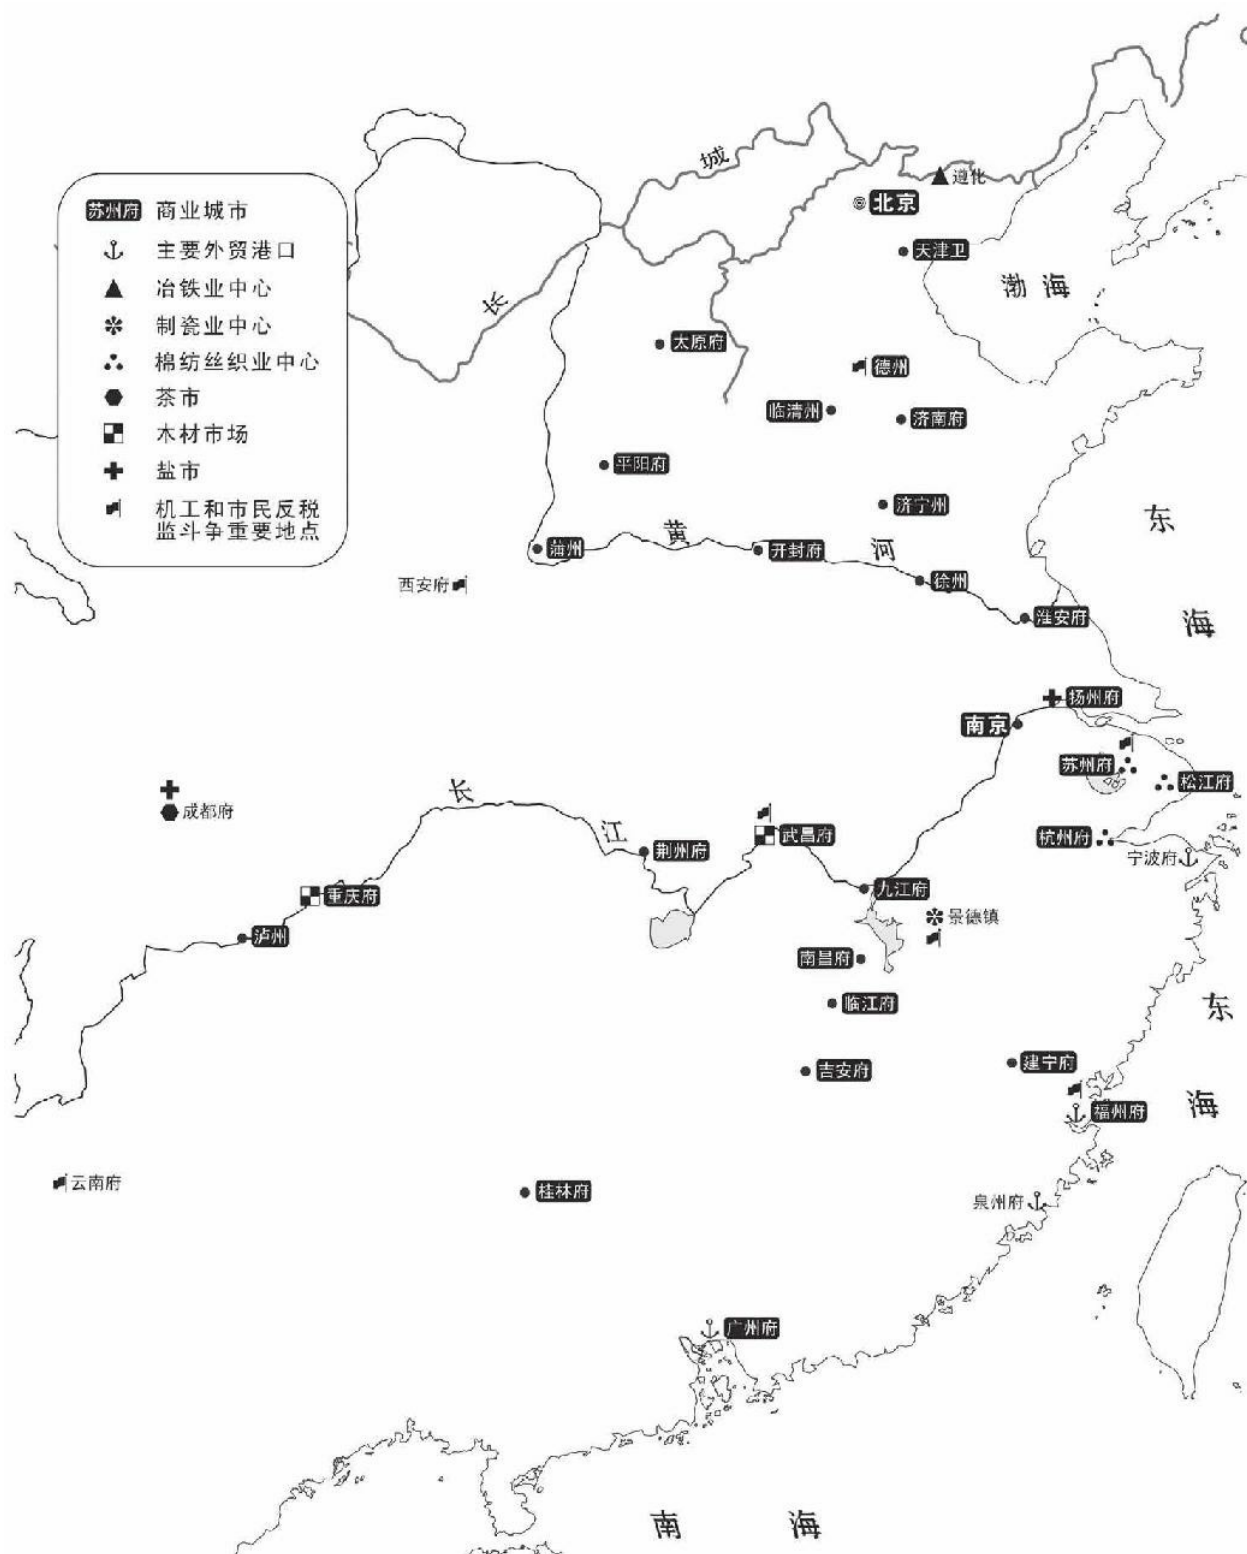 苏州府 商业城市
主要外贸港口
冶铁业中心
制瓷业中心
棉纺丝织业中心
茶市
木材市场
盐市
机工和市民反税
监斗争重要地点
城
长
遵化
北京
天津卫
渤海
太原府
德州
临清州
济南府
平阳府
济宁州
东
海
黄
河
蒲州
开封府
徐州
淮安府
西安府
扬州府
南京
苏州府
松江府
杭州府
宁波府
长
江
成都府
荆州府
武昌府
重庆府
泸州
九江府
景德镇
南昌府
临江府
吉安府
建宁府
东
海
福州府
云南府
桂林府
泉州府
广州府
南海